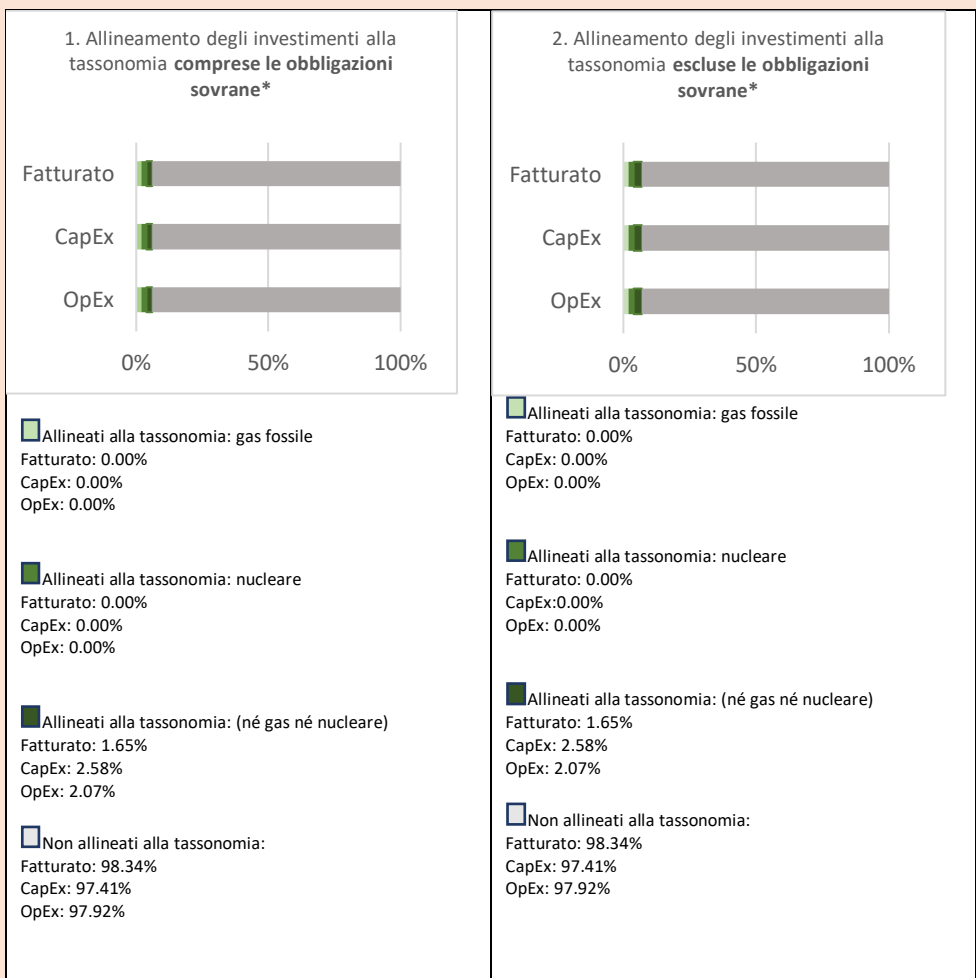 1. Allineamento degli investimenti alla
tassonomia comprese le obbligazioni
sovrane*
Fatturato
CapEx
OpEx
0%
50%
100%
Allineati alla tassonomia: gas fossile
Fatturato: 0.00%
CapEx: 0.00%
OpEx: 0.00%
Allineati alla tassonomia: nucleare
Fatturato: 0.00%
CapEx: 0.00%
OpEx: 0.00%
Allineati alla tassonomia: (né gas né nucleare)
Fatturato: 1.65%
CapEx: 2.58%
OpEx: 2.07%
Non allineati alla tassonomia:
Fatturato: 98.34%
CapEx: 97.41%
OpEx: 97.92%
2. Allineamento degli investimenti alla
tassonomia escluse le obbligazioni
sovrane*
Fatturato
CapEx
OpEx
0%
50%
100%
Allineati alla tassonomia: gas fossile
Fatturato: 0.00%
CapEx: 0.00%
OpEx: 0.00%
Allineati alla tassonomia: nucleare
Fatturato: 0.00%
CapEx:0.00%
OpEx: 0.00%
Allineati alla tassonomia: (né gas né nucleare)
Fatturato: 1.65%
CapEx: 2.58%
OpEx: 2.07%
Non allineati alla tassonomia:
Fatturato: 98.34%
CapEx: 97.41%
OpEx: 97.92%